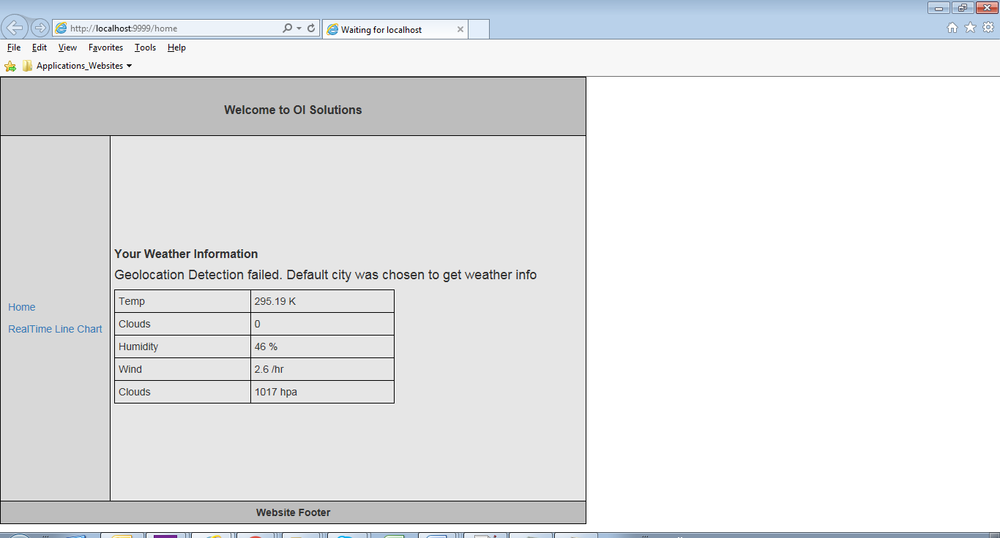 http://localhost:9999/home
Waiting for localhost
File Edit View Favorites Tools Help
Applications_Websites
Welcome to OI Solutions
Home
RealTime Line Chart
Your Weather Information
Geolocation Detection failed. Default city was chosen to get weather info
Temp 295.19 K
Clouds 0
Humidity 46 %
Wind 2.6 /hr
Clouds 1017 hpa
Website Footer